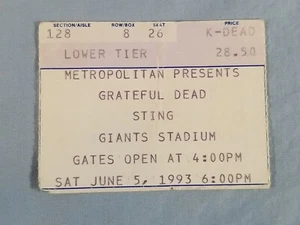 SECTION/AISLE ROW/BOX SEAT PRICE
128 8 26 K-DEAD
LOWER TIER 28.50
METROPOLITAN PRESENTS
GRATEFUL DEAD
STING
GIANTS STADIUM
GATES OPEN AT 4:00PM
SAT JUNE 5, 1993 6:00PM